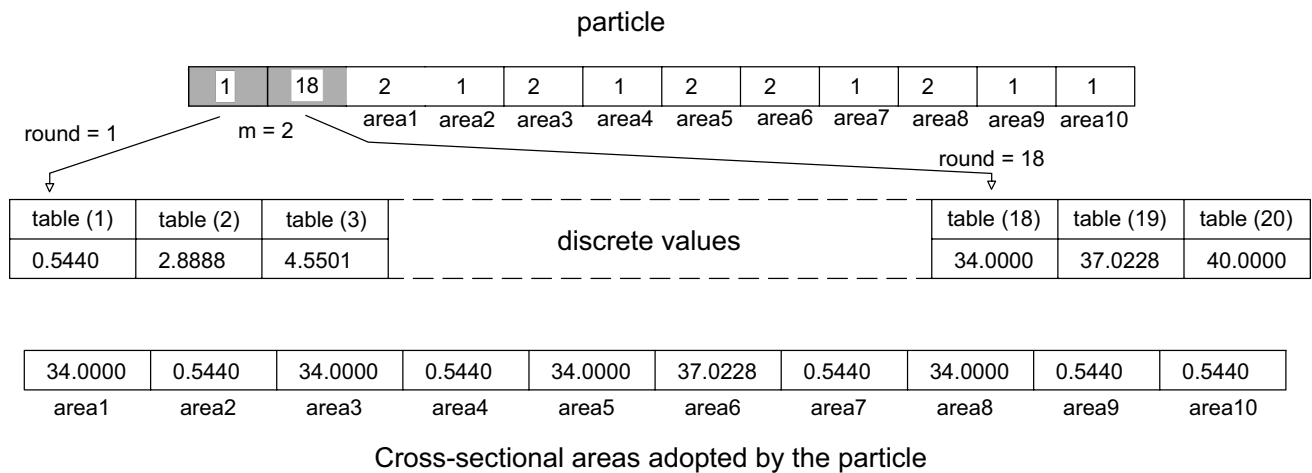 particle
1 18 2 1 2 1 2 2 1 2 1 1
area1 area2 area3 area4 area5 area6 area7 area8 area9 area10
round = 1
m = 2
round = 18
table (1) table (2) table (3) discrete values table (18) table (19) table (20)
0.5440 2.8888 4.5501 34.0000 37.0228 40.0000
34.0000 0.5440 34.0000 0.5440 34.0000 37.0228 0.5440 34.0000 0.5440 0.5440
area1 area2 area3 area4 area5 area6 area7 area8 area9 area10
Cross-sectional areas adopted by the particle